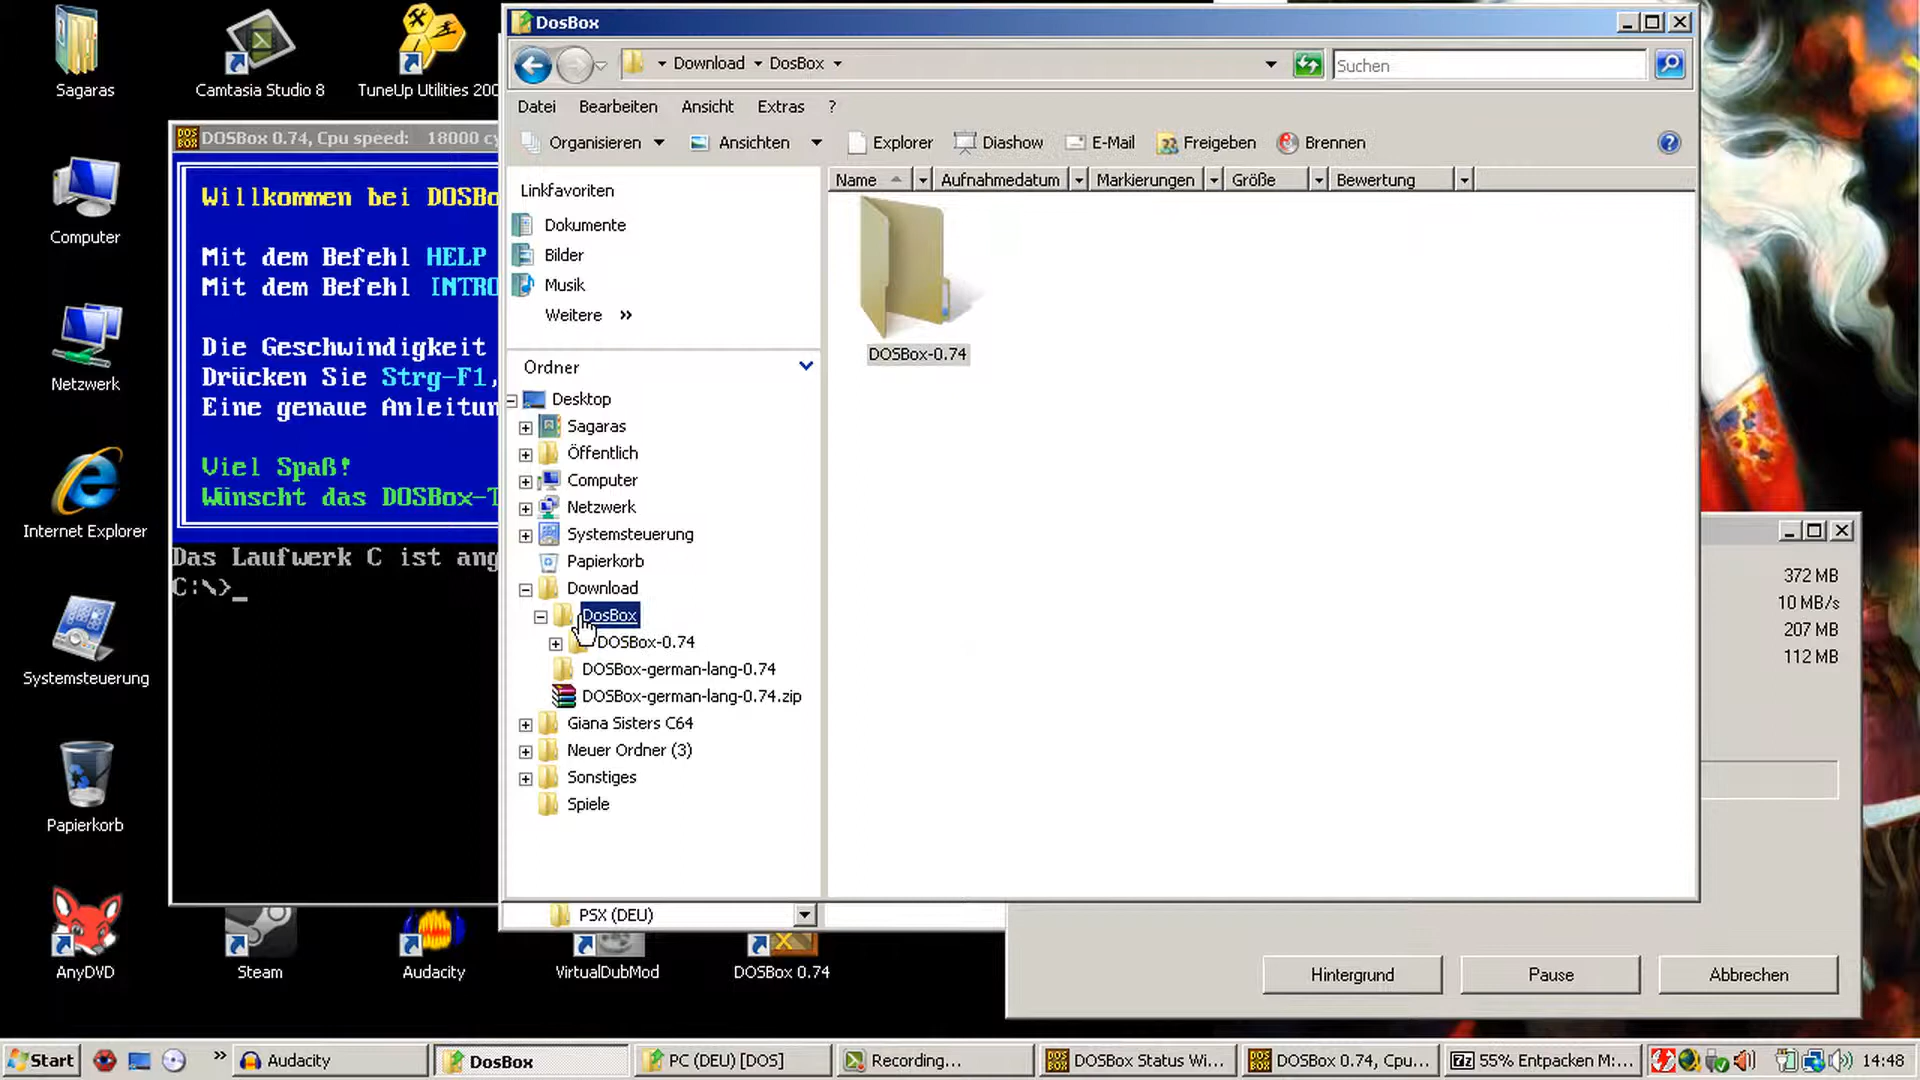 Sagaras
Camtasia Studio 8
TuneUp Utilities 200
Computer
Netzwerk
Internet Explorer
Systemsteuerung
Papierkorb
AnyDVD
Steam
Audacity
VirtualDubMod
DOSBox 0.74
DOSBox 0.74, Cpu speed: 18000 cy
Willkommen bei DOSBo
Mit dem Befehl HELP
Mit dem Befehl INTRO
Die Geschwindigkeit
Drücken Sie Strg-F1,
Eine genaue Anleitun
Viel Spaß!
Wünscht das DOSBox-T
Das Laufwerk C ist ang
C:\>_
DosBox
Download DosBox
Suchen
Datei Bearbeiten Ansicht Extras ?
Organisieren Ansichten Explorer Diashow E-Mail Freigeben Brennen
Linkfavoriten
Dokumente
Bilder
Musik
Weitere »
Ordner
Desktop
Sagaras
Öffentlich
Computer
Netzwerk
Systemsteuerung
Papierkorb
Download
DosBox
DOSBox-0.74
DOSBox-german-lang-0.74
DOSBox-german-lang-0.74.zip
Giana Sisters C64
Neuer Ordner (3)
Sonstiges
Spiele
Name Aufnahmedatum Markierungen Größe Bewertung
DOSBox-0.74
PSX (DEU)
372 MB
10 MB/s
207 MB
112 MB
Hintergrund Pause Abbrechen
Start » Audacity DosBox PC (DEU) [DOS] Recording... DOSBox Status Wi... DOSBox 0.74, Cpu... 55% Entpacken M:... 14:48